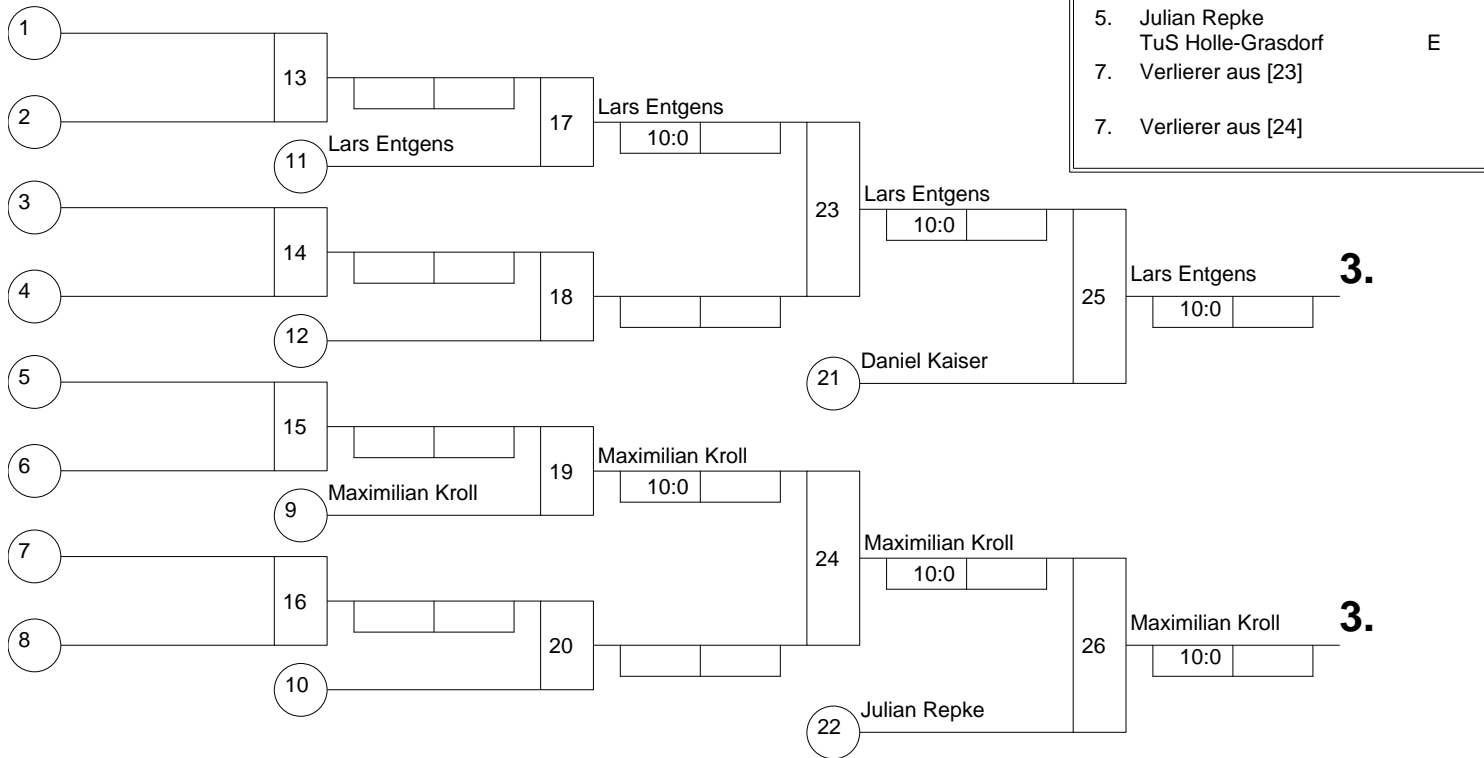 5. Julian Repke
TuS Holle-Grasdorf E
7. Verlierer aus [23]
7. Verlierer aus [24]
1
13
2
17
Lars Entgens
10:0
11
Lars Entgens
3
23
Lars Entgens
10:0
14
4
18
25
Lars Entgens
3.
10:0
12
5
21
Daniel Kaiser
15
6
19
Maximilian Kroll
10:0
9
Maximilian Kroll
7
24
Maximilian Kroll
10:0
16
8
20
26
Maximilian Kroll
3.
10:0
10
22
Julian Repke